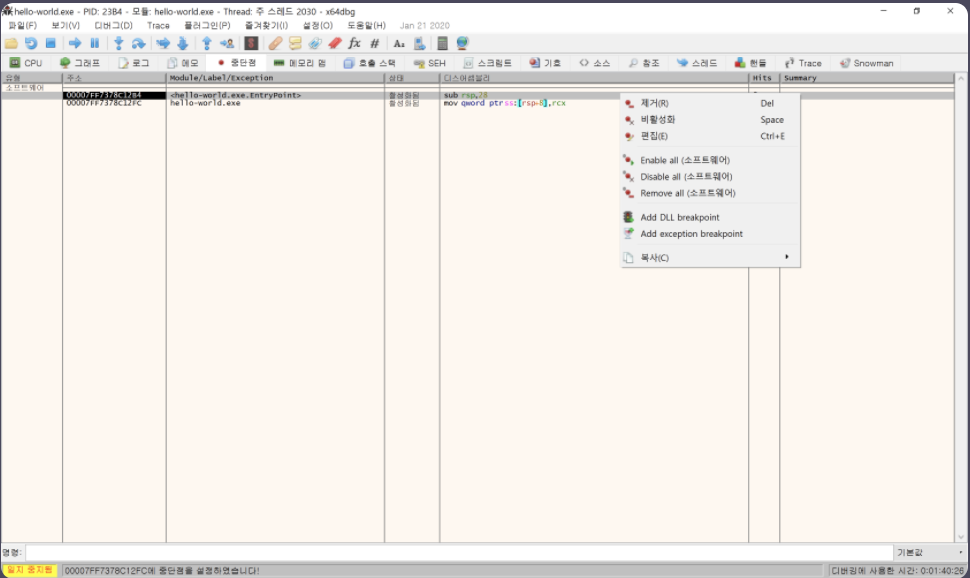 hello-world.exe - PID: 23B4 - 모듈: hello-world.exe - Thread: 주 스레드 2030 - x64dbg
파일(F) 보기(V) 디버그(D) Trace 플러그인(P) 즐겨찾기(I) 설정(O) 도움말(H) Jan 21 2020
CPU 그래프 로그 메모 중단점 메모리 맵 호출 스택 SEH 스크립트 기호 소스 참조 스레드 핸들 Trace Snowman
유형 주소 Module/Label/Exception 상태 디스어셈블리 Hits Summary
소프트웨어
00007FF7378C12B4 <hello-world.exe.EntryPoint> 활성화됨 sub rsp,28
00007FF7378C12FC hello-world.exe 활성화됨 mov qword ptr ss:[rsp+8],rcx
제거(R) Del
비활성화 Space
편집(E) Ctrl+E
Enable all (소프트웨어)
Disable all (소프트웨어)
Remove all (소프트웨어)
Add DLL breakpoint
Add exception breakpoint
복사(C)
명령: 기본값
일시 중지됨 00007FF7378C12FC에 중단점을 설정하였습니다! 디버깅에 사용한 시간: 0:01:40:26